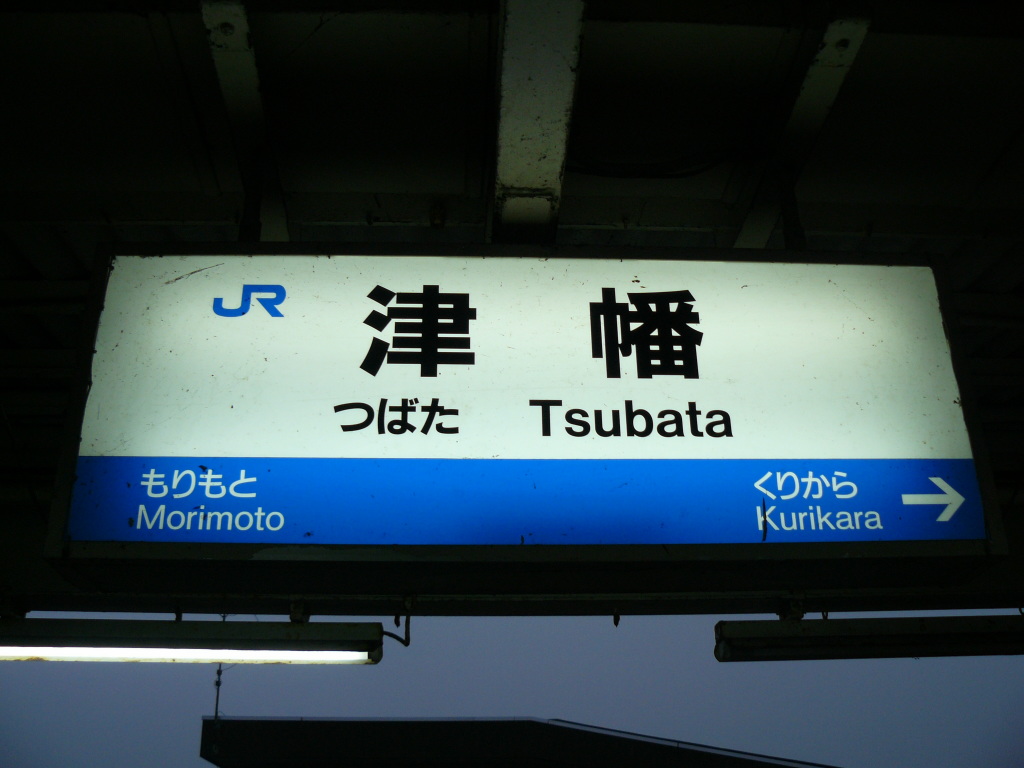 JR 津幡
つばた Tsubata
もりもと くりから →
Morimoto Kurikara